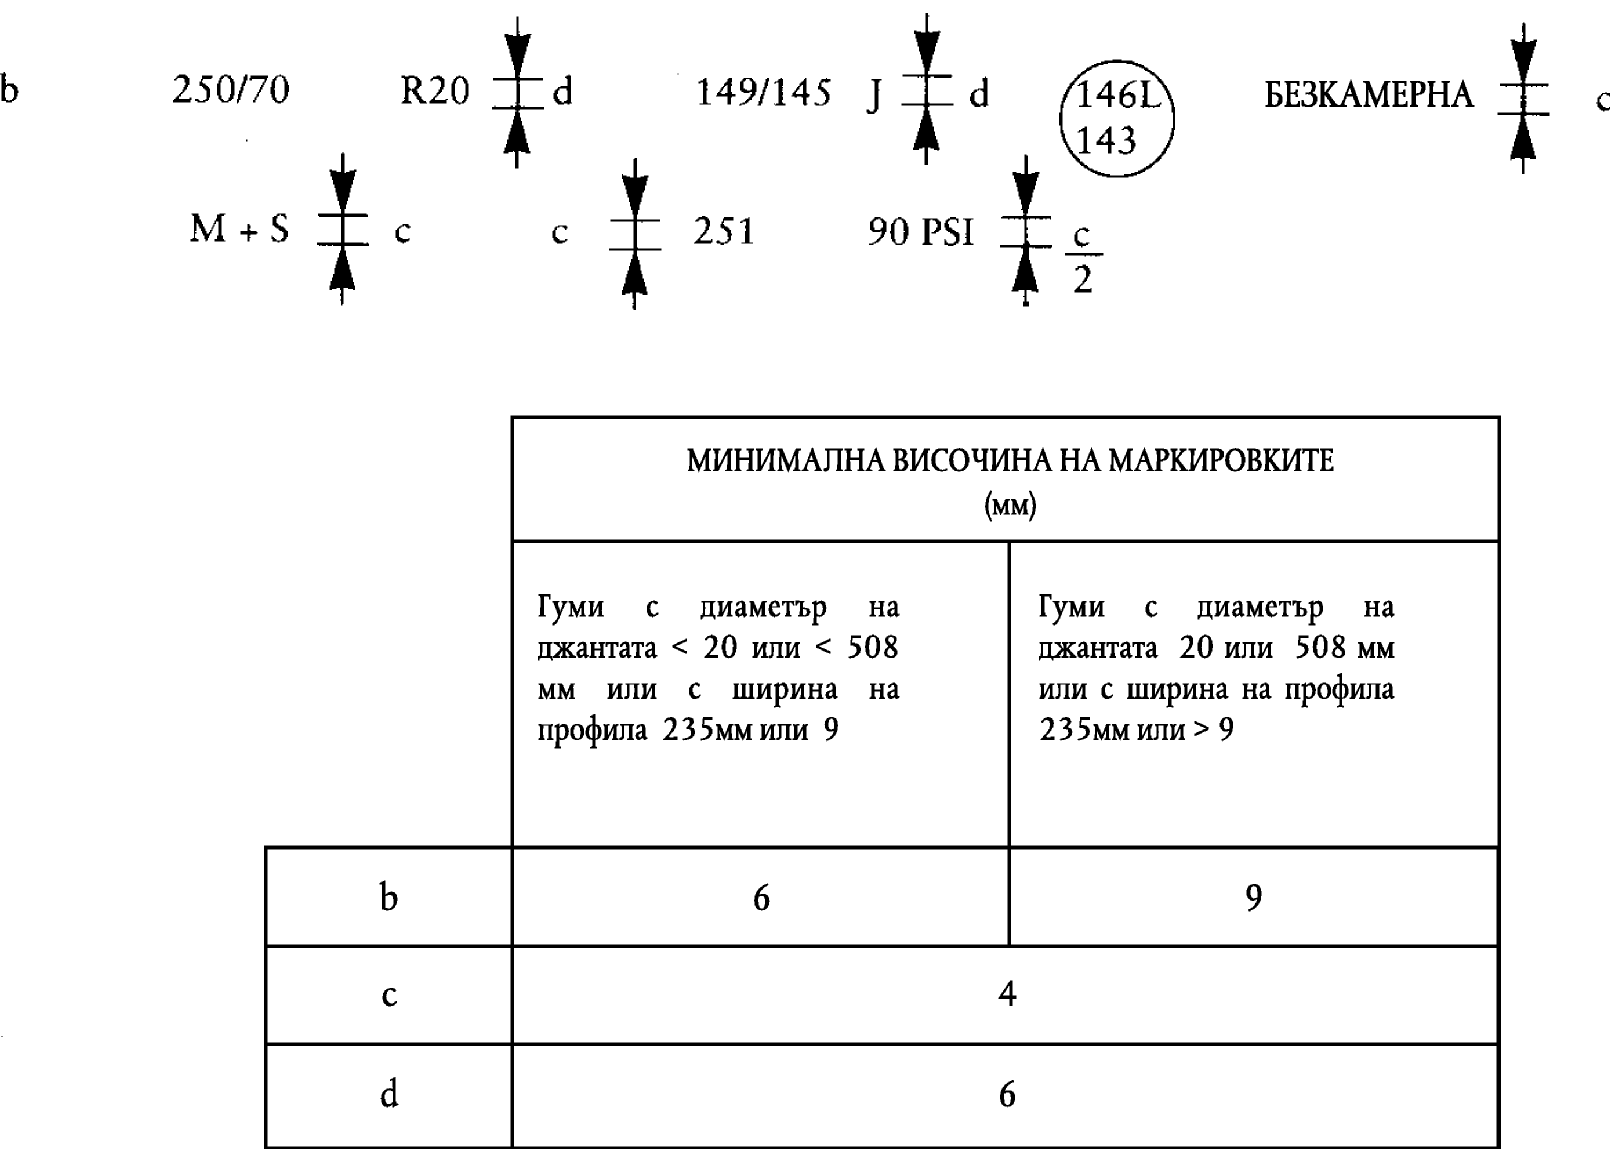 b 250/70 R20 d 149/145 J d 146L БЕЗКАМЕРНА c
143
M + S c c 251 90 PSI c
2
МИНИМАЛНА ВИСОЧИНА НА МАРКИРОВКИТЕ
(мм)
Гуми с диаметър на
джантата < 20 или < 508
мм или с ширина на
профила 235мм или 9
Гуми с диаметър на
джантата 20 или 508 мм
или с ширина на профила
235мм или > 9
b 6 9
c 4
d 6